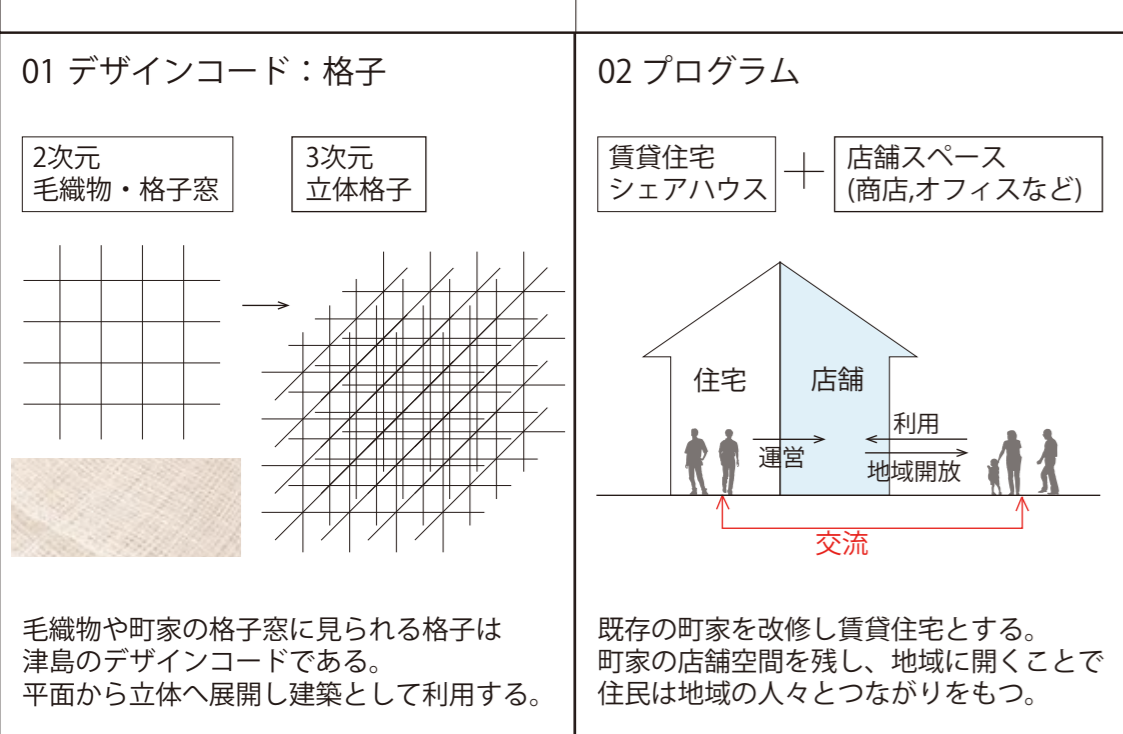 01 デザインコード：格子
2次元
毛織物・格子窓
3次元
立体格子
毛織物や町家の格子窓に見られる格子は
津島のデザインコードである。
平面から立体へ展開し建築として利用する。
02 プログラム
賃貸住宅
シェアハウス
店舗スペース
(商店,オフィスなど)
住宅
店舗
運営
利用
地域開放
交流
既存の町家を改修し賃貸住宅とする。
町家の店舗空間を残し、地域に開くことで
住民は地域の人々とつながりをもつ。